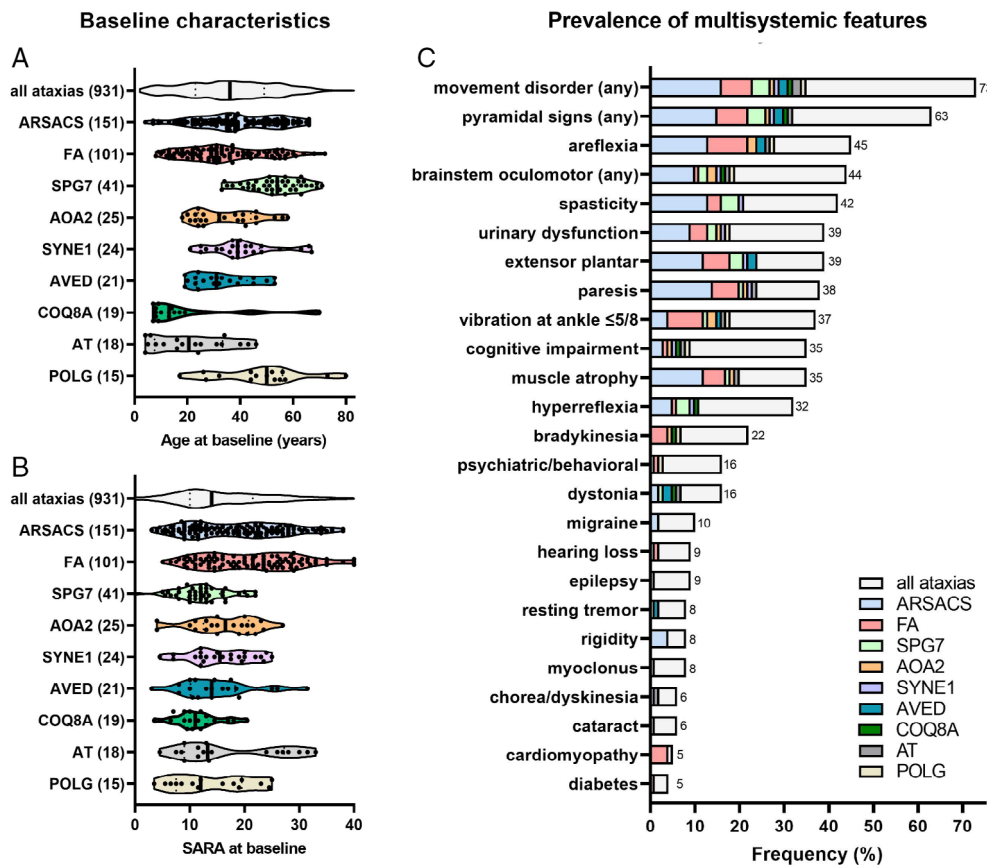 Baseline characteristics
Prevalence of multisystemic features
A
all ataxias (931)
ARSACS (151)
FA (101)
SPG7 (41)
AOA2 (25)
SYNE1 (24)
AVED (21)
COQ8A (19)
AT (18)
POLG (15)
0 20 40 60 80
Age at baseline (years)
B
all ataxias (931)
ARSACS (151)
FA (101)
SPG7 (41)
AOA2 (25)
SYNE1 (24)
AVED (21)
COQ8A (19)
AT (18)
POLG (15)
0 10 20 30 40
SARA at baseline
C
movement disorder (any)
pyramidal signs (any) 63
areflexia 45
brainstem oculomotor (any) 44
spasticity 42
urinary dysfunction 39
extensor plantar 39
paresis 38
vibration at ankle ≤5/8 37
cognitive impairment 35
muscle atrophy 35
hyperreflexia 32
bradykinesia 22
psychiatric/behavioral 16
dystonia 16
migraine 10
hearing loss 9
epilepsy 9
resting tremor 8
rigidity 8
myoclonus 8
chorea/dyskinesia 6
cataract 6
cardiomyopathy 5
diabetes 5
0 20 40 60 80
Frequency (%)
all ataxias
ARSACS
FA
SPG7
AOA2
SYNE1
AVED
COQ8A
AT
POLG